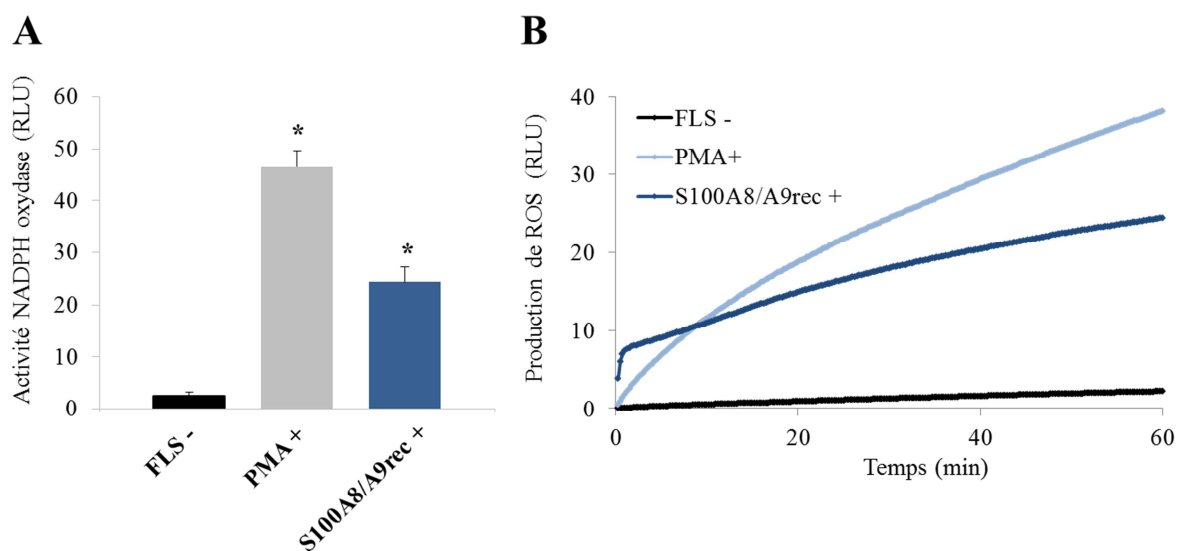 A
Activité NADPH oxydase (RLU)
60
50
40
30
20
10
0
*
*
FLS -
PMA +
S100A8/A9rec +
B
Production de ROS (RLU)
40
30
20
10
0
FLS -
PMA+
S100A8/A9rec +
0 20 40 60
Temps (min)